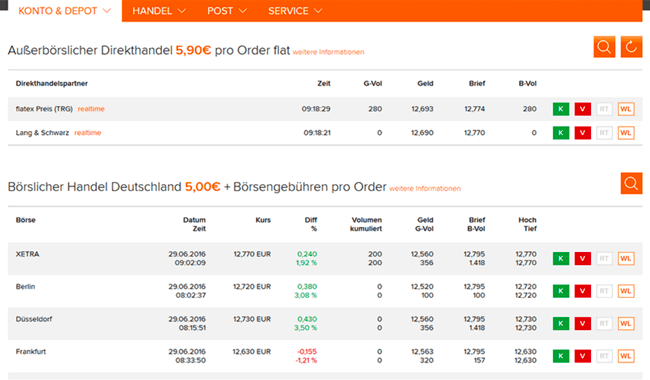 KONTO & DEPOT HANDEL POST SERVICE
Außerbörslicher Direkthandel 5,90€ pro Order flat weitere Informationen
Direkthandelspartner Zeit G-Vol Geld Brief B-Vol
flatex Preis (TRG) realtime 09:18:29 280 12,693 12,774 280 K V RT WL
Lang & Schwarz realtime 09:18:21 0 12,690 12,770 0 K V RT WL
Börslicher Handel Deutschland 5,00€ + Börsengebühren pro Order weitere Informationen
Börse Datum Kurs Diff Volumen Geld Brief Hoch
Zeit % kumuliert G-Vol B-Vol Tief
XETRA 29.06.2016 12,770 EUR 0,240 200 12,560 12,795 12,770 K V RT WL
09:02:09 1,92 % 200 356 1.418 12,770
Berlin 29.06.2016 12,720 EUR 0,380 0 12,520 12,795 12,720 K V RT WL
08:02:37 3,08 % 0 100 100 12,720
Düsseldorf 29.06.2016 12,730 EUR 0,430 0 12,560 12,795 12,730 K V RT WL
08:15:51 3,50 % 0 356 1.418 12,730
Frankfurt 29.06.2016 12,630 EUR -0,155 0 12,563 12,795 12,630 K V RT WL
08:33:50 -1,21 % 0 320 157 12,630